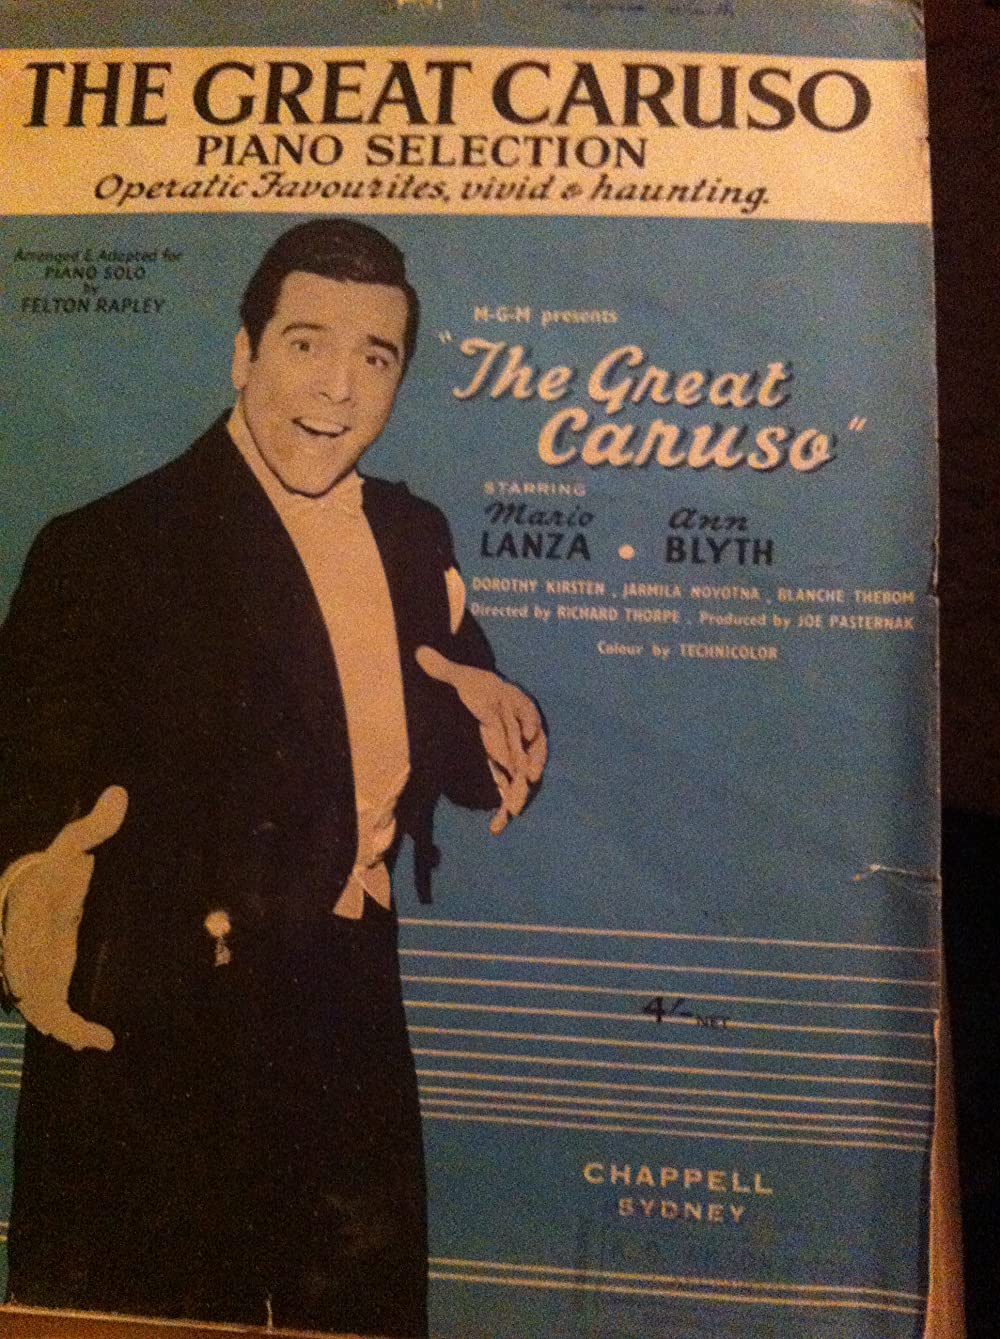 THE GREAT CARUSO
PIANO SELECTION
Operatic Favourites, vivid & haunting.
Arranged & Adapted for
PIANO SOLO
by
FELTON RAPLEY
M-G-M presents
"The Great
Caruso"
STARRING
Mario Ann
LANZA • BLYTH
DOROTHY KIRSTEN . JARMILA NOVOTNA . BLANCHE THEBOM
Directed by RICHARD THORPE . Produced by JOE PASTERNAK
Colour by TECHNICOLOR
4/- NET
CHAPPELL
SYDNEY